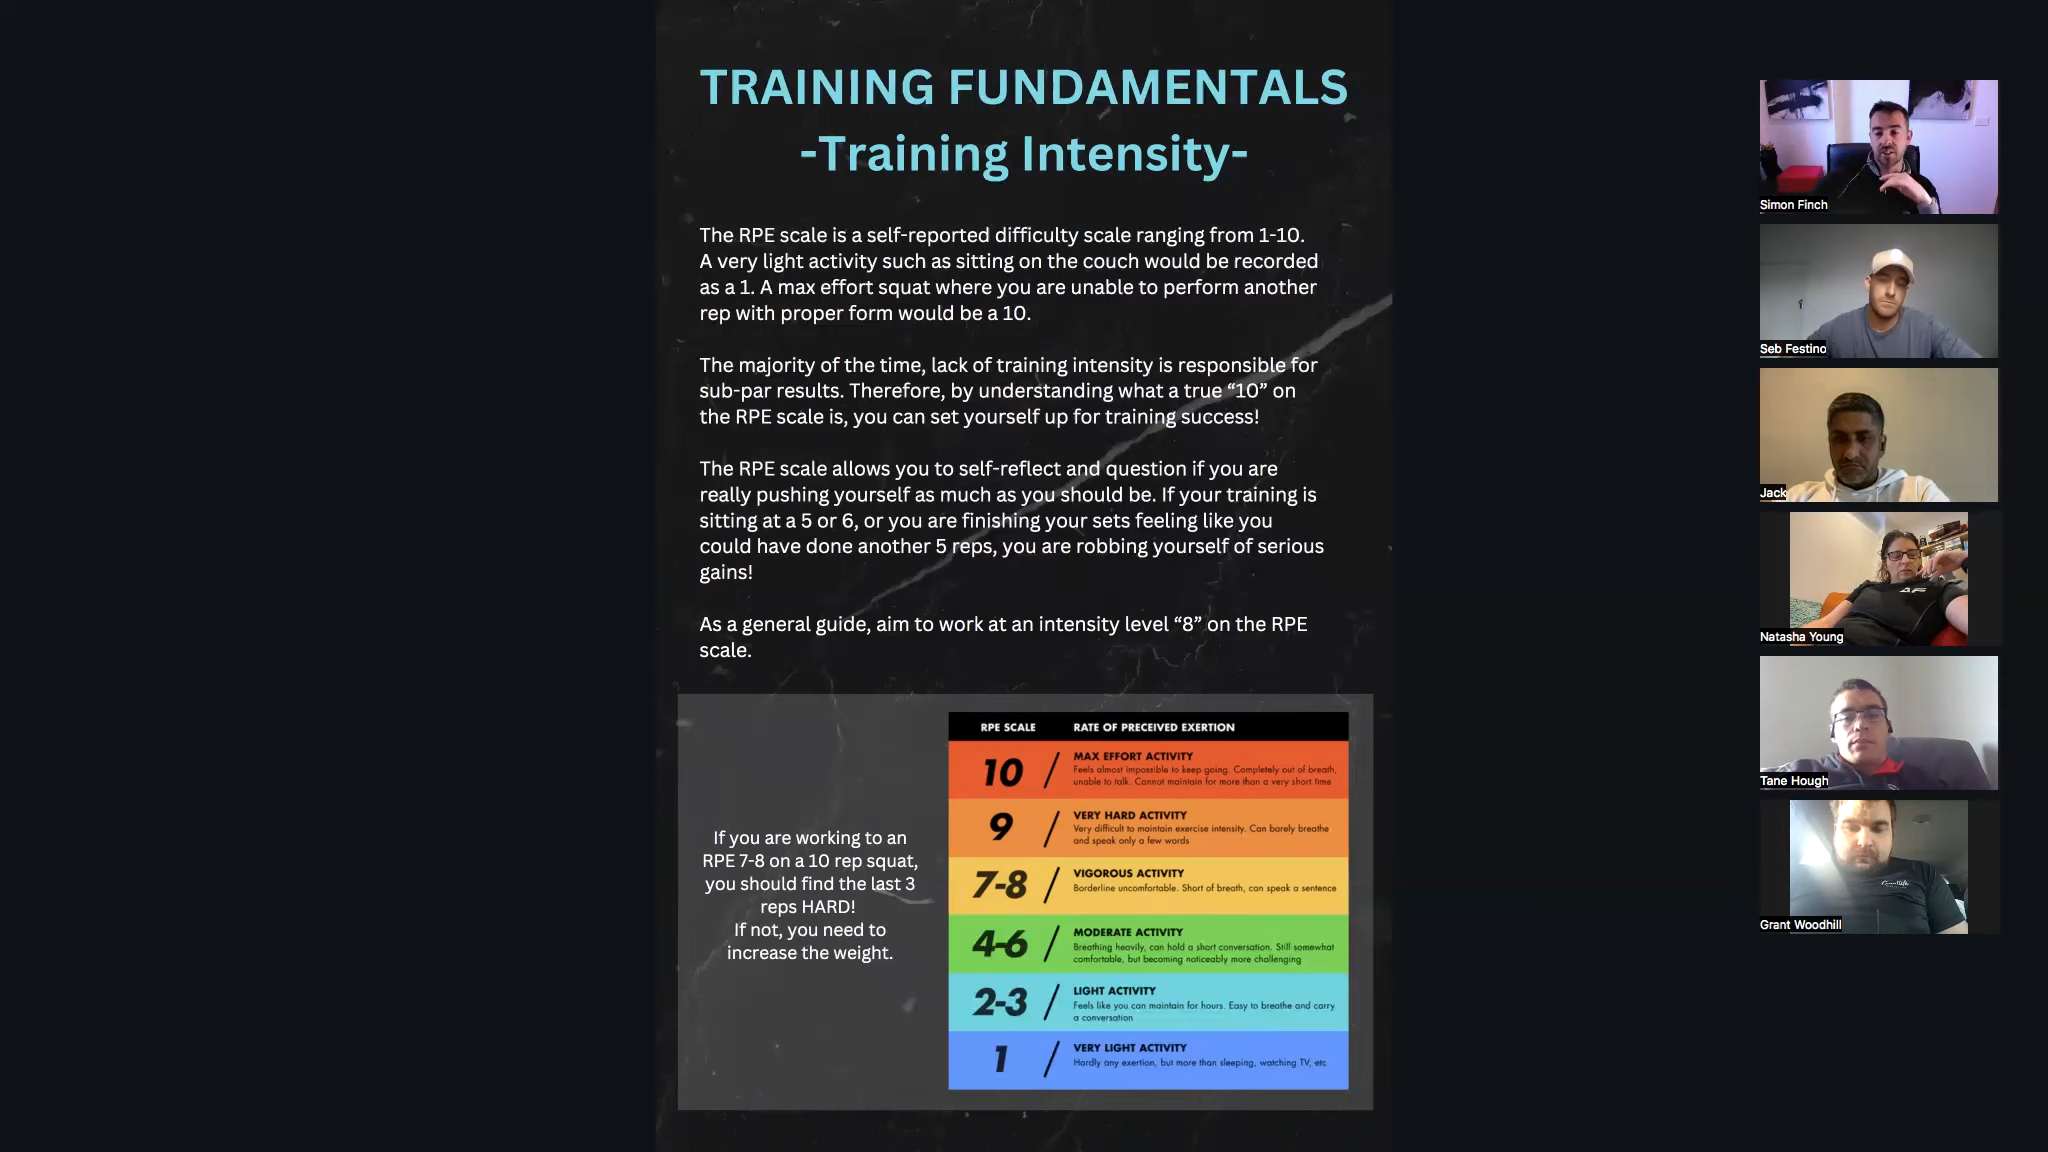 TRAINING FUNDAMENTALS
-Training Intensity-
The RPE scale is a self-reported difficulty scale ranging from 1-10.
A very light activity such as sitting on the couch would be recorded
as a 1. A max effort squat where you are unable to perform another
rep with proper form would be a 10.
The majority of the time, lack of training intensity is responsible for
sub-par results. Therefore, by understanding what a true “10” on
the RPE scale is, you can set yourself up for training success!
The RPE scale allows you to self-reflect and question if you are
really pushing yourself as much as you should be. If your training is
sitting at a 5 or 6, or you are finishing your sets feeling like you
could have done another 5 reps, you are robbing yourself of serious
gains!
As a general guide, aim to work at an intensity level “8” on the RPE
scale.
If you are working to an
RPE 7-8 on a 10 rep squat,
you should find the last 3
reps HARD!
If not, you need to
increase the weight.
RPE SCALE RATE OF PERCEIVED EXERTION
10 / MAX EFFORT ACTIVITY
Feels almost impossible to keep going. Completely out of breath,
unable to talk. Cannot maintain for more than a very short time
9 / VERY HARD ACTIVITY
Very difficult to maintain exercise intensity. Can barely breathe
and speak only a few words
7-8 / VIGOROUS ACTIVITY
Borderline uncomfortable. Short of breath, can speak a sentence
4-6 / MODERATE ACTIVITY
Breathing heavily, can hold a short conversation. Still somewhat
comfortable, but becoming noticeably more challenging
2-3 / LIGHT ACTIVITY
Feels like you can maintain for hours. Easy to breathe and carry
a conversation
1 / VERY LIGHT ACTIVITY
Hardly any exertion, but more than sleeping, watching TV, etc
Simon Finch
Seb Festino
Jack
AF
Natasha Young
Tane Hough
Grant Woodhill